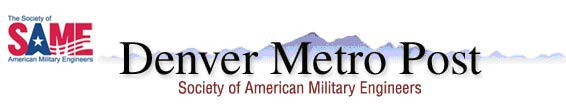 The Society of
SAME
American Military Engineers
Denver Metro Post
Society of American Military Engineers